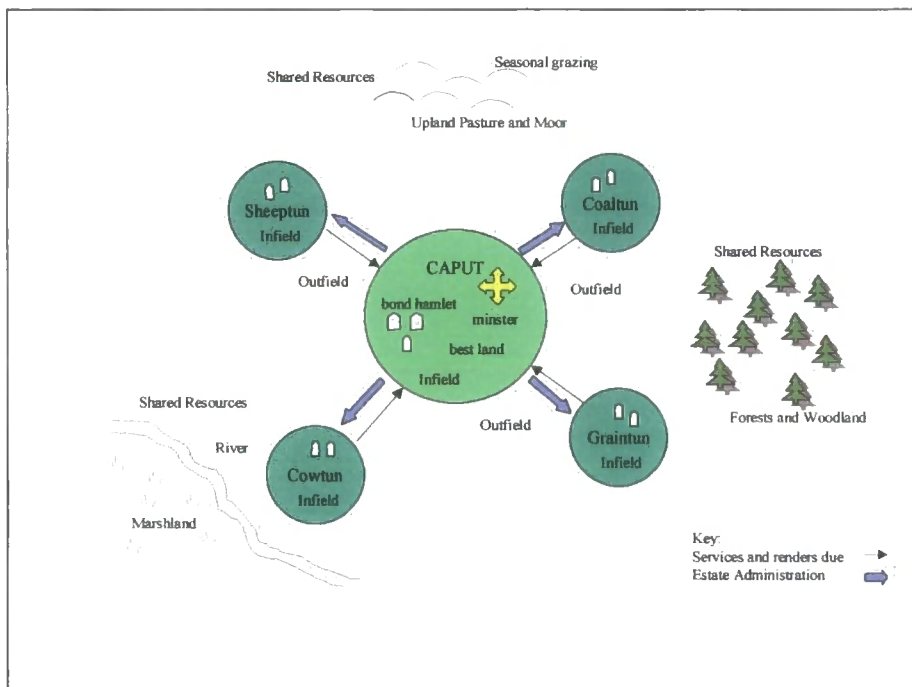 Seasonal grazing
Shared Resources
Upland Pasture and Moor
Sheeptun
Infield
Coaltun
Infield
Outfield
CAPUT
bond hamlet
minster
best land
Infield
Outfield
Shared Resources
Forests and Woodland
Shared Resources
River
Marshland
Cowtun
Infield
Outfield
Graintun
Infield
Key:
Services and renders due
Estate Administration